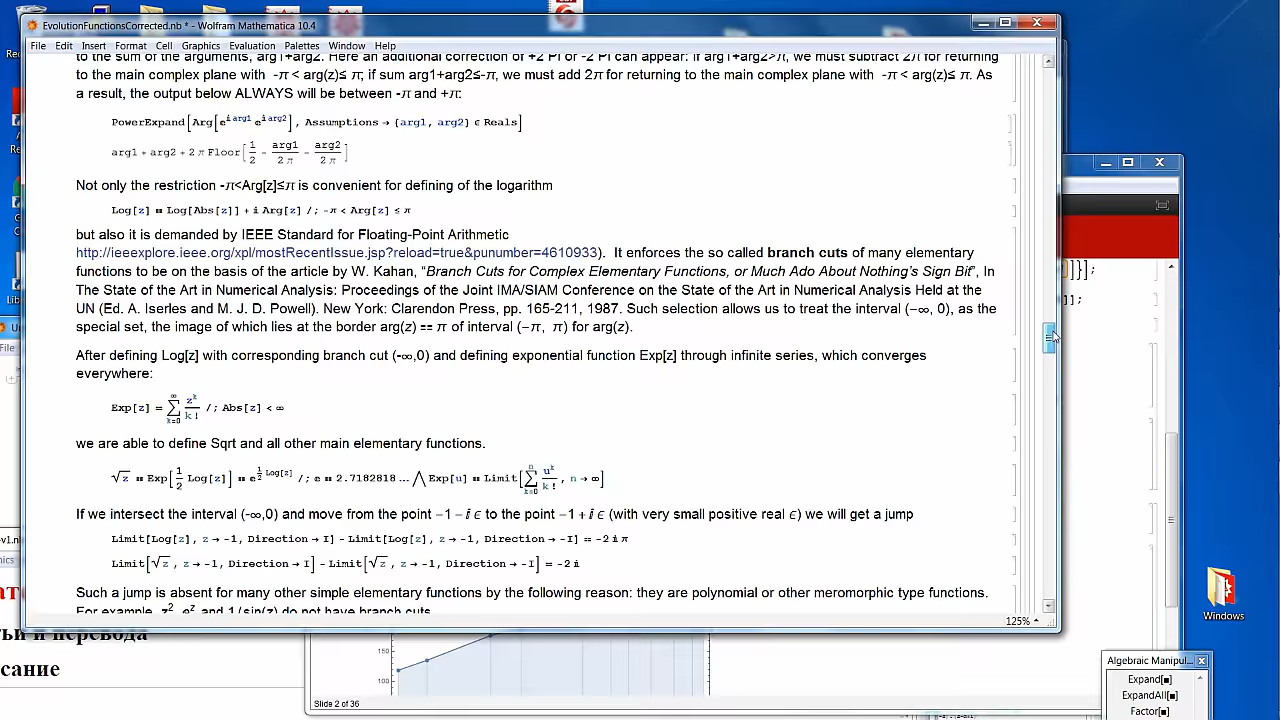 EvolutionFunctionsCorrected.nb * - Wolfram Mathematica 10.4
File Edit Insert Format Cell Graphics Evaluation Palettes Window Help
to the sum of the arguments, arg1+arg2. Here an additional correction of +2 Pi or -2 Pi can appear: if arg1+arg2>π, we must subtract 2π for returning
to the main complex plane with -π < arg(z)≤ π; if sum arg1+arg2≤-π, we must add 2π for returning to the main complex plane with -π < arg(z)≤ π. As
a result, the output below ALWAYS will be between -π and +π:
PowerExpand[Arg[e^(i arg1) e^(i arg2)], Assumptions → {arg1, arg2} ∈ Reals]
arg1 + arg2 + 2 π Floor[1/2 - arg1/(2 π) - arg2/(2 π)]
Not only the restriction -π<Arg[z]≤π is convenient for defining of the logarithm
Log[z] == Log[Abs[z]] + i Arg[z] /; -π < Arg[z] ≤ π
but also it is demanded by IEEE Standard for Floating-Point Arithmetic
http://ieeexplore.ieee.org/xpl/mostRecentIssue.jsp?reload=true&punumber=4610933). It enforces the so called branch cuts of many elementary
functions to be on the basis of the article by W. Kahan, “Branch Cuts for Complex Elementary Functions, or Much Ado About Nothing’s Sign Bit”, In
The State of the Art in Numerical Analysis: Proceedings of the Joint IMA/SIAM Conference on the State of the Art in Numerical Analysis Held at the
UN (Ed. A. Iserles and M. J. D. Powell). New York: Clarendon Press, pp. 165-211, 1987. Such selection allows us to treat the interval (-∞, 0), as the
special set, the image of which lies at the border arg(z) == π of interval (-π, π) for arg(z).
After defining Log[z] with corresponding branch cut (-∞,0) and defining exponential function Exp[z] through infinite series, which converges
everywhere:
Exp[z] = ∑_(k=0)^∞ z^k/k! /; Abs[z] < ∞
we are able to define Sqrt and all other main elementary functions.
√z == Exp[1/2 Log[z]] == e^(1/2 Log[z]) /; e == 2.7182818... ⋀ Exp[u] == Limit[∑_(k=0)^n u^k/k!, n → ∞]
If we intersect the interval (-∞,0) and move from the point -1 - i ϵ to the point -1 + i ϵ (with very small positive real ϵ) we will get a jump
Limit[Log[z], z → -1, Direction → I] - Limit[Log[z], z → -1, Direction → -I] = -2 i π
Limit[√z, z → -1, Direction → I] - Limit[√z, z → -1, Direction → -I] = -2 i
Such a jump is absent for many other simple elementary functions by the following reason: they are polynomial or other meromorphic type functions.
For example, z^2, e^z and 1/sin(z) do not have branch cuts.
125%
File
ьи и перевода
сание
150
100
Slide 2 of 36
Windows
Algebraic Manipul...
Expand[■]
ExpandAll[■]
Factor[■]